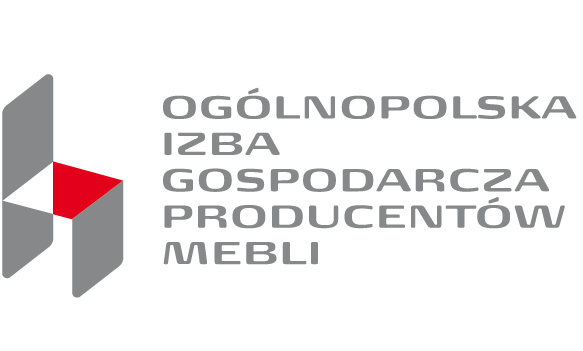 OGÓLNOPOLSKA
IZBA
GOSPODARCZA
PRODUCENTÓW
MEBLI